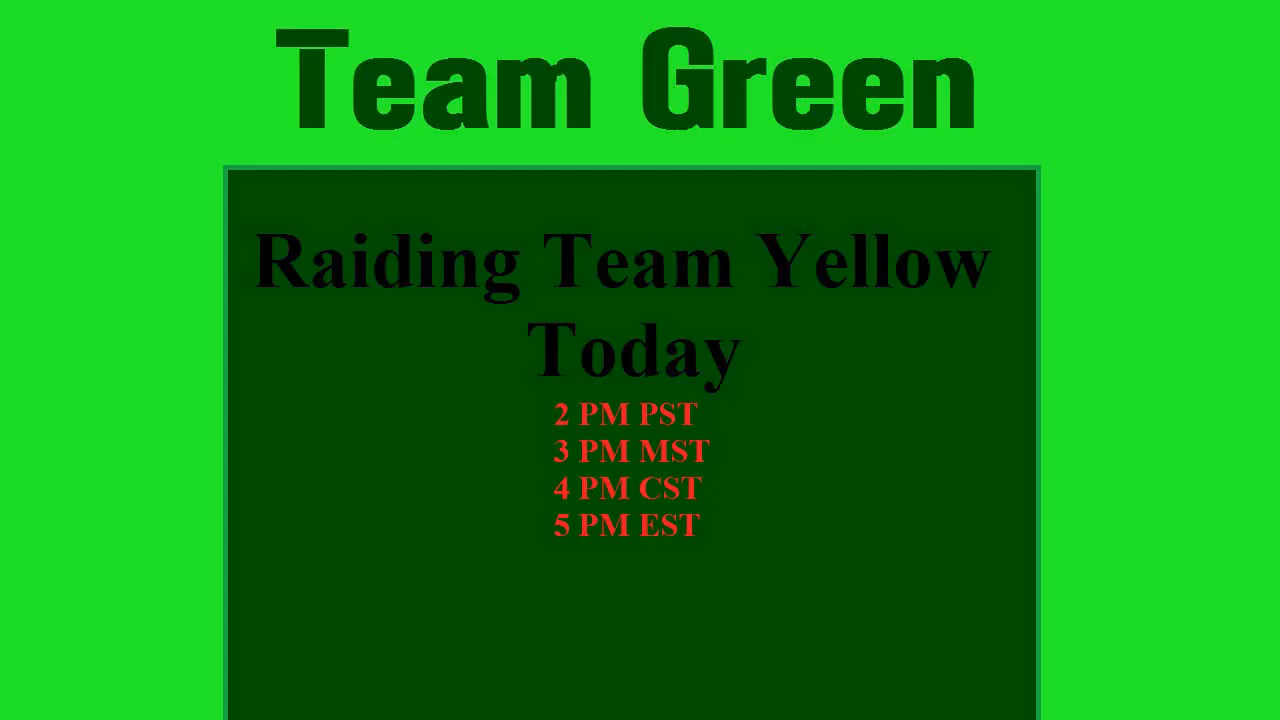 Team Green
Raiding Team Yellow
Today
2 PM PST
3 PM MST
4 PM CST
5 PM EST